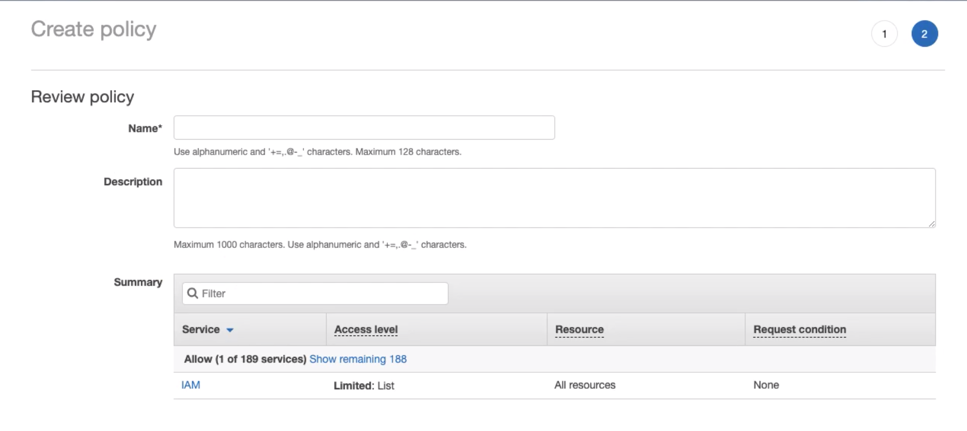 Create policy
1
2
Review policy
Name*
Use alphanumeric and '+=,.@-_' characters. Maximum 128 characters.
Description
Maximum 1000 characters. Use alphanumeric and '+=,.@-_' characters.
Summary
Filter
Service Access level Resource Request condition
Allow (1 of 189 services) Show remaining 188
IAM Limited: List All resources None